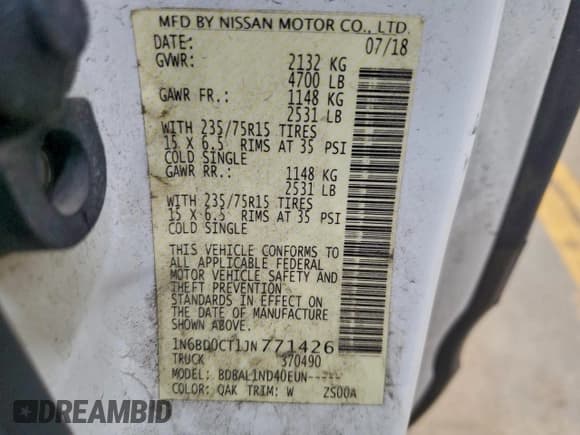 MFD BY NISSAN MOTOR CO., LTD.
DATE: 07/18
GVWR: 2132 KG
4700 LB
GAWR FR.: 1148 KG
2531 LB
WITH 235/75R15 TIRES
15 X 6.5 RIMS AT 35 PSI
COLD SINGLE
GAWR RR.: 1148 KG
2531 LB
WITH 235/75R15 TIRES
15 X 6.5 RIMS AT 35 PSI
COLD SINGLE
THIS VEHICLE CONFORMS TO
ALL APPLICABLE FEDERAL
MOTOR VEHICLE SAFETY AND
THEFT PREVENTION
STANDARDS IN EFFECT ON
THE DATE OF MANUFACTURE
SHOWN ABOVE.
1N6BD0CT1JN771426
TRUCK 370490
MODEL: BDBAL1ND40EUN-----
COLOR: QAK TRIM: W ZS00A
© DEALERSCLUB